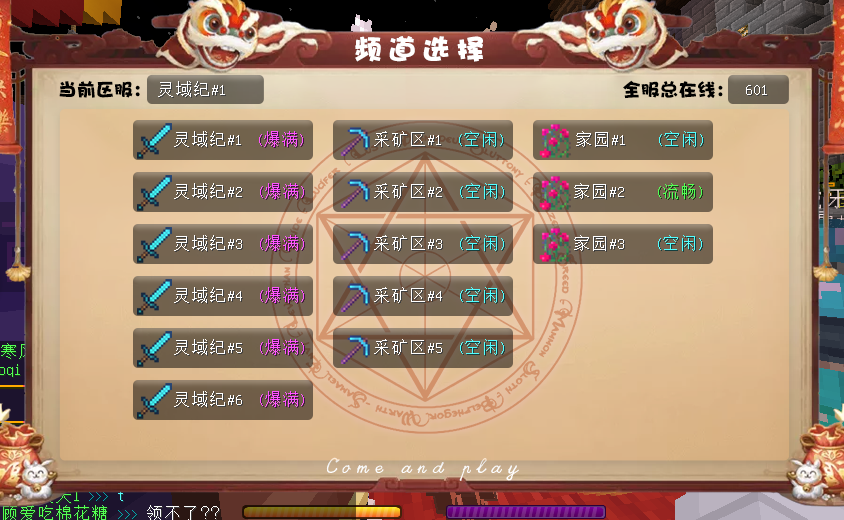 频道选择
当前区服: 灵域纪#1 全服总在线: 601
灵域纪#1 (爆满) 采矿区#1 (空闲) 家园#1 (空闲)
灵域纪#2 (爆满) 采矿区#2 (空闲) 家园#2 (流畅)
灵域纪#3 (爆满) 采矿区#3 (空闲) 家园#3 (空闲)
灵域纪#4 (爆满) 采矿区#4 (空闲)
灵域纪#5 (爆满) 采矿区#5 (空闲)
灵域纪#6 (爆满)
Come and play
>>> t
顾爱吃棉花糖 >>> 领不了??